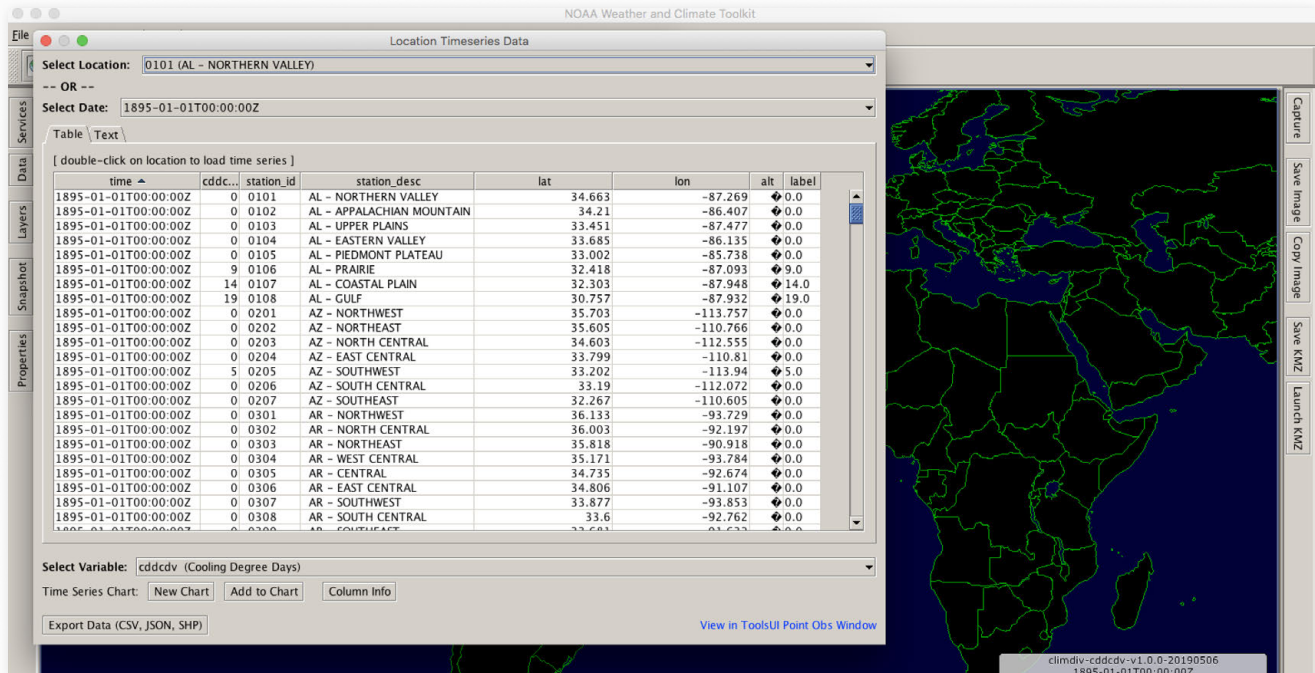 NOAA Weather and Climate Toolkit
File
Location Timeseries Data
Select Location: 0101 (AL - NORTHERN VALLEY)
-- OR --
Select Date: 1895-01-01T00:00:00Z
Table Text
[ double-click on location to load time series ]
time cddc... station_id station_desc lat lon alt label
1895-01-01T00:00:00Z 0 0101 AL - NORTHERN VALLEY 34.663 -87.269 � 0.0
1895-01-01T00:00:00Z 0 0102 AL - APPALACHIAN MOUNTAIN 34.21 -86.407 � 0.0
1895-01-01T00:00:00Z 0 0103 AL - UPPER PLAINS 33.451 -87.477 � 0.0
1895-01-01T00:00:00Z 0 0104 AL - EASTERN VALLEY 33.685 -86.135 � 0.0
1895-01-01T00:00:00Z 0 0105 AL - PIEDMONT PLATEAU 33.002 -85.738 � 0.0
1895-01-01T00:00:00Z 9 0106 AL - PRAIRIE 32.418 -87.093 � 9.0
1895-01-01T00:00:00Z 14 0107 AL - COASTAL PLAIN 32.303 -87.948 � 14.0
1895-01-01T00:00:00Z 19 0108 AL - GULF 30.757 -87.932 � 19.0
1895-01-01T00:00:00Z 0 0201 AZ - NORTHWEST 35.703 -113.757 � 0.0
1895-01-01T00:00:00Z 0 0202 AZ - NORTHEAST 35.605 -110.766 � 0.0
1895-01-01T00:00:00Z 0 0203 AZ - NORTH CENTRAL 34.603 -112.555 � 0.0
1895-01-01T00:00:00Z 0 0204 AZ - EAST CENTRAL 33.799 -110.81 � 0.0
1895-01-01T00:00:00Z 5 0205 AZ - SOUTHWEST 33.202 -113.94 � 5.0
1895-01-01T00:00:00Z 0 0206 AZ - SOUTH CENTRAL 33.19 -112.072 � 0.0
1895-01-01T00:00:00Z 0 0207 AZ - SOUTHEAST 32.267 -110.605 � 0.0
1895-01-01T00:00:00Z 0 0301 AR - NORTHWEST 36.133 -93.729 � 0.0
1895-01-01T00:00:00Z 0 0302 AR - NORTH CENTRAL 36.003 -92.197 � 0.0
1895-01-01T00:00:00Z 0 0303 AR - NORTHEAST 35.818 -90.918 � 0.0
1895-01-01T00:00:00Z 0 0304 AR - WEST CENTRAL 35.171 -93.784 � 0.0
1895-01-01T00:00:00Z 0 0305 AR - CENTRAL 34.735 -92.674 � 0.0
1895-01-01T00:00:00Z 0 0306 AR - EAST CENTRAL 34.806 -91.107 � 0.0
1895-01-01T00:00:00Z 0 0307 AR - SOUTHWEST 33.877 -93.853 � 0.0
1895-01-01T00:00:00Z 0 0308 AR - SOUTH CENTRAL 33.6 -92.762 � 0.0
Select Variable: cddcdv (Cooling Degree Days)
Time Series Chart: New Chart Add to Chart Column Info
Export Data (CSV, JSON, SHP) View in ToolsUI Point Obs Window
Services
Data
Layers
Snapshot
Properties
Capture
Save Image
Copy Image
Save KMZ
Launch KMZ
climdiv-cddcdv-v1.0.0-20190506
1895-01-01T00:00:00Z